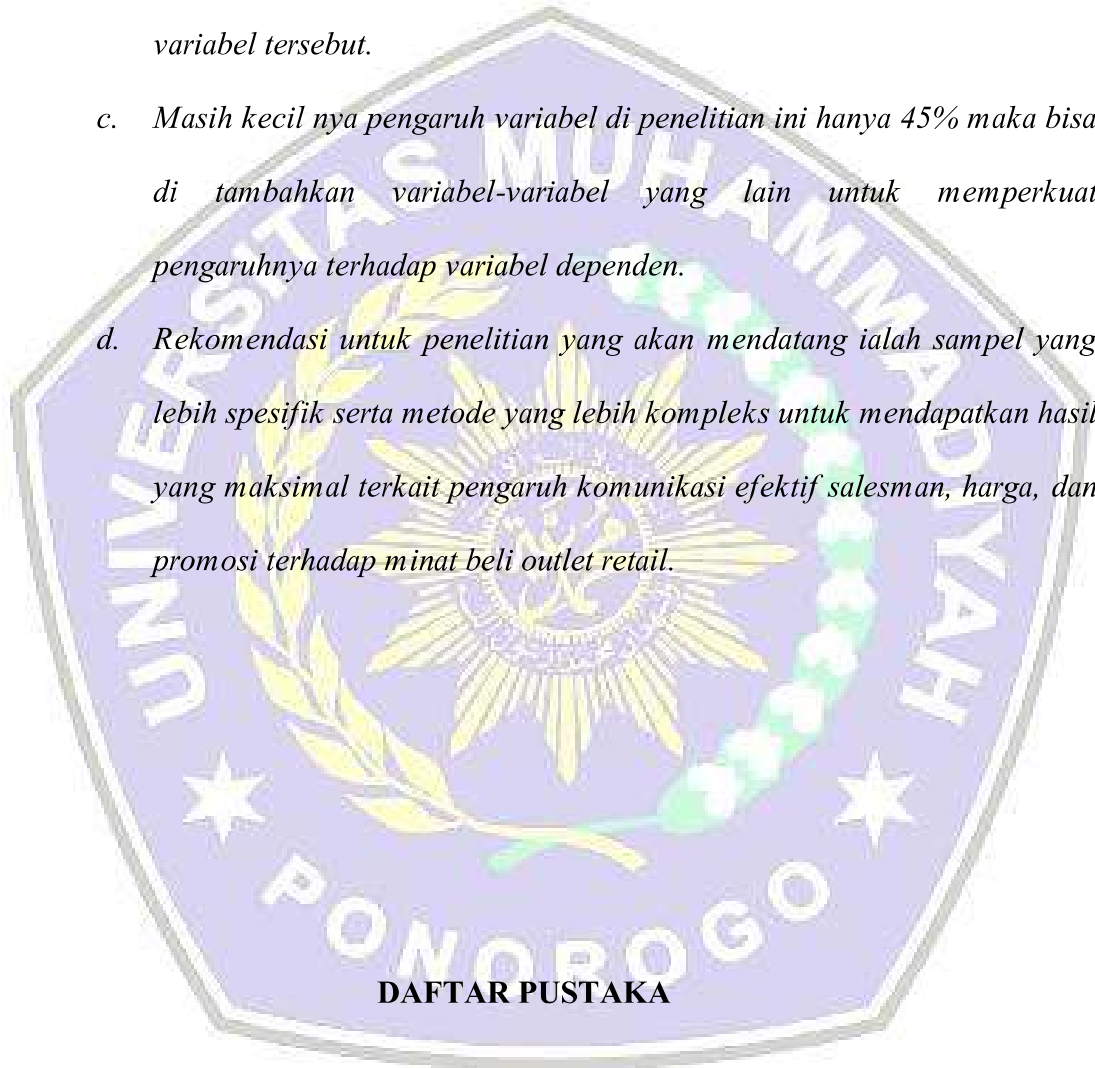 variabel tersebut.
c. Masih kecil nya pengaruh variabel di penelitian ini hanya 45% maka bisa
di tambahkan variabel-variabel yang lain untuk memperkuat
pengaruhnya terhadap variabel dependen.
d. Rekomendasi untuk penelitian yang akan mendatang ialah sampel yang
lebih spesifik serta metode yang lebih kompleks untuk mendapatkan hasil
yang maksimal terkait pengaruh komunikasi efektif salesman, harga, dan
promosi terhadap minat beli outlet retail.
UNIVERSITAS MUHAMMADIYAH
PONOROGO
DAFTAR PUSTAKA